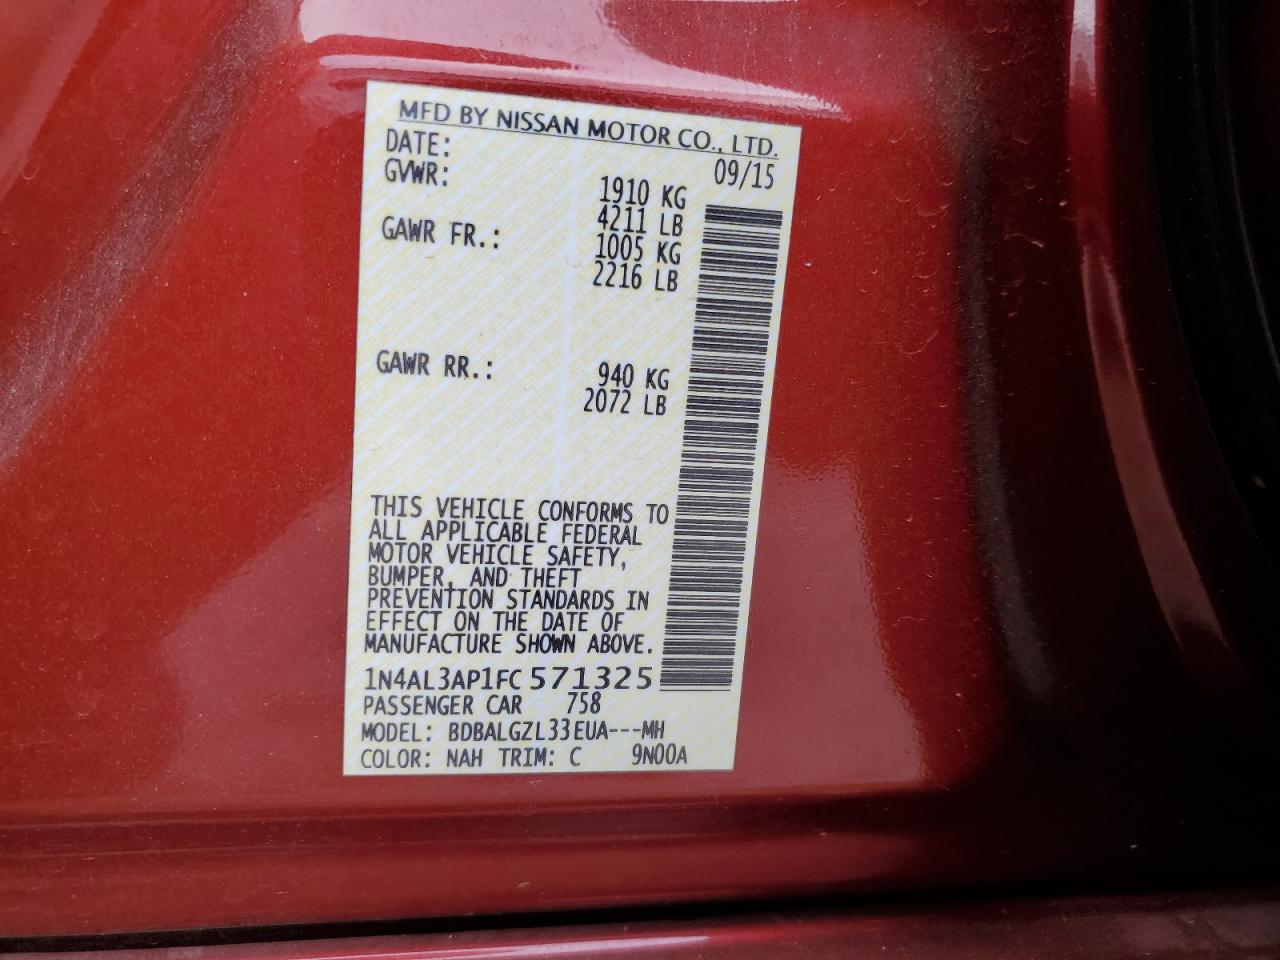 MFD BY NISSAN MOTOR CO., LTD.
DATE: 09/15
GVWR: 1910 KG
4211 LB
GAWR FR.: 1005 KG
2216 LB
GAWR RR.: 940 KG
2072 LB
THIS VEHICLE CONFORMS TO
ALL APPLICABLE FEDERAL
MOTOR VEHICLE SAFETY,
BUMPER, AND THEFT
PREVENTION STANDARDS IN
EFFECT ON THE DATE OF
MANUFACTURE SHOWN ABOVE.
1N4AL3AP1FC571325
PASSENGER CAR 758
MODEL: BDBALGZL33EUA---MH
COLOR: NAH TRIM: C 9N00A